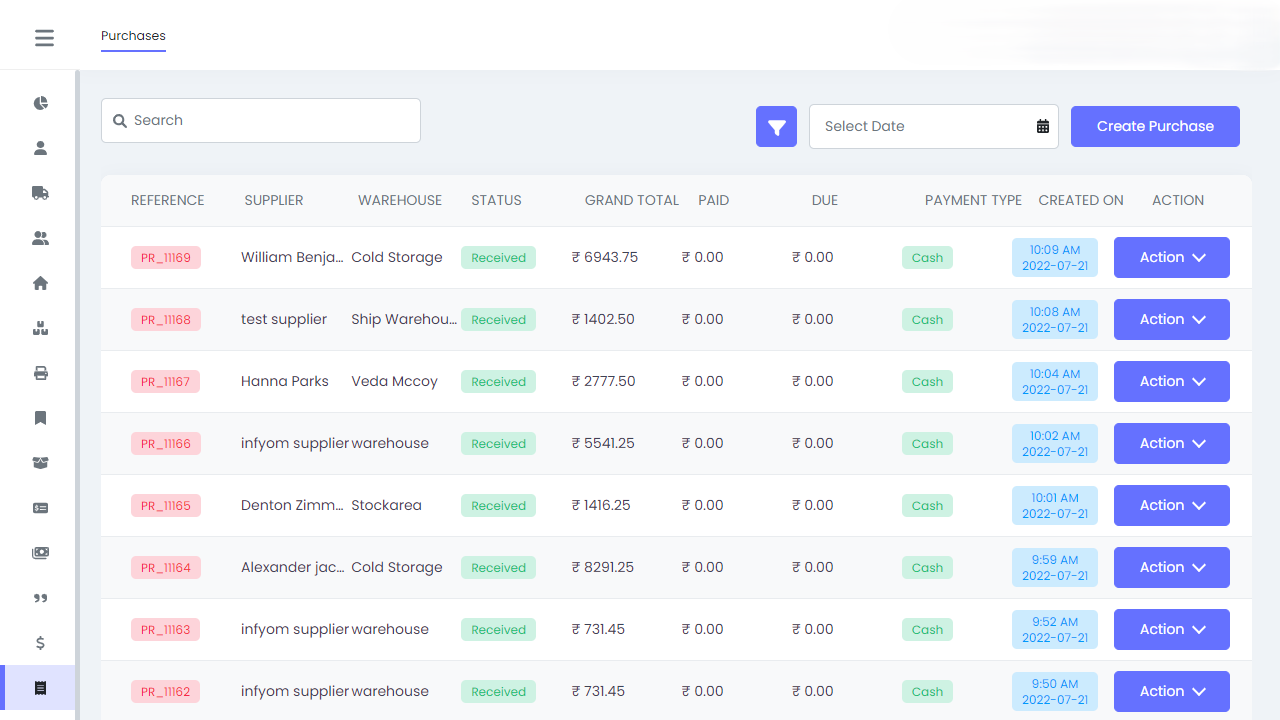 Purchases
Search
Select Date
Create Purchase
REFERENCE SUPPLIER WAREHOUSE STATUS GRAND TOTAL PAID DUE PAYMENT TYPE CREATED ON ACTION
PR_11169 William Benja... Cold Storage Received ₹ 6943.75 ₹ 0.00 ₹ 0.00 Cash 10:09 AM 2022-07-21 Action
PR_11168 test supplier Ship Warehou... Received ₹ 1402.50 ₹ 0.00 ₹ 0.00 Cash 10:08 AM 2022-07-21 Action
PR_11167 Hanna Parks Veda Mccoy Received ₹ 2777.50 ₹ 0.00 ₹ 0.00 Cash 10:04 AM 2022-07-21 Action
PR_11166 infyom supplier warehouse Received ₹ 5541.25 ₹ 0.00 ₹ 0.00 Cash 10:02 AM 2022-07-21 Action
PR_11165 Denton Zimm... Stockarea Received ₹ 1416.25 ₹ 0.00 ₹ 0.00 Cash 10:01 AM 2022-07-21 Action
PR_11164 Alexander jac... Cold Storage Received ₹ 8291.25 ₹ 0.00 ₹ 0.00 Cash 9:59 AM 2022-07-21 Action
PR_11163 infyom supplier warehouse Received ₹ 731.45 ₹ 0.00 ₹ 0.00 Cash 9:52 AM 2022-07-21 Action
PR_11162 infyom supplier warehouse Received ₹ 731.45 ₹ 0.00 ₹ 0.00 Cash 9:50 AM 2022-07-21 Action